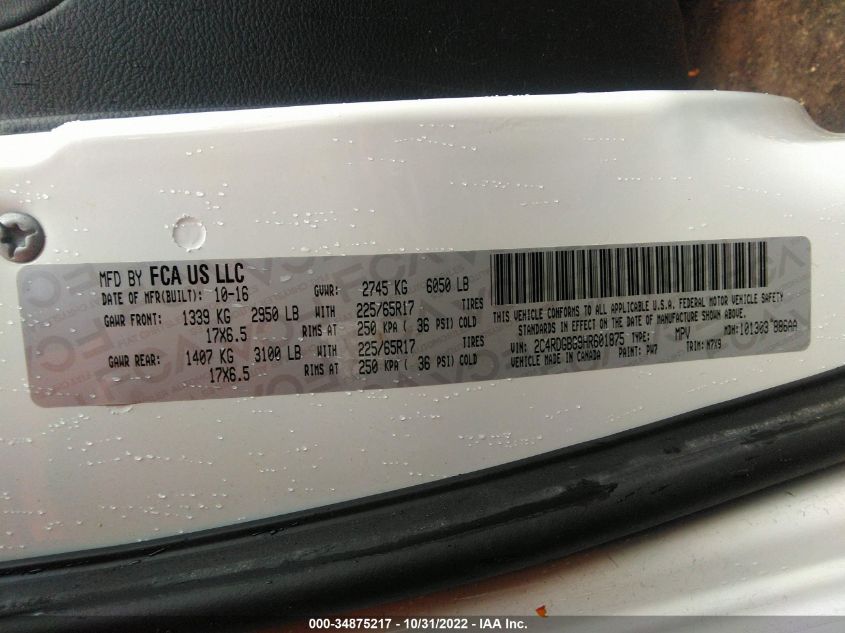 MFD BY FCA US LLC
DATE OF MFR(BUILT): 10-16 GVWR: 2745 KG 6050 LB
GAWR FRONT: 1339 KG 2950 LB WITH 225/65R17 TIRES
17X6.5 RIMS AT 250 KPA ( 36 PSI) COLD
GAWR REAR: 1407 KG 3100 LB WITH 225/65R17 TIRES
17X6.5 RIMS AT 250 KPA ( 36 PSI) COLD
THIS VEHICLE CONFORMS TO ALL APPLICABLE U.S.A. FEDERAL MOTOR VEHICLE SAFETY
STANDARDS IN EFFECT ON THE DATE OF MANUFACTURE SHOWN ABOVE.
VIN: 2C4RDGBG9HR601875 TYPE: MPV MDH: 101303 886AA
VEHICLE MADE IN CANADA PAINT: PW7 TRIM: M7X9
000-34875217 - 10/31/2022 - IAA Inc.